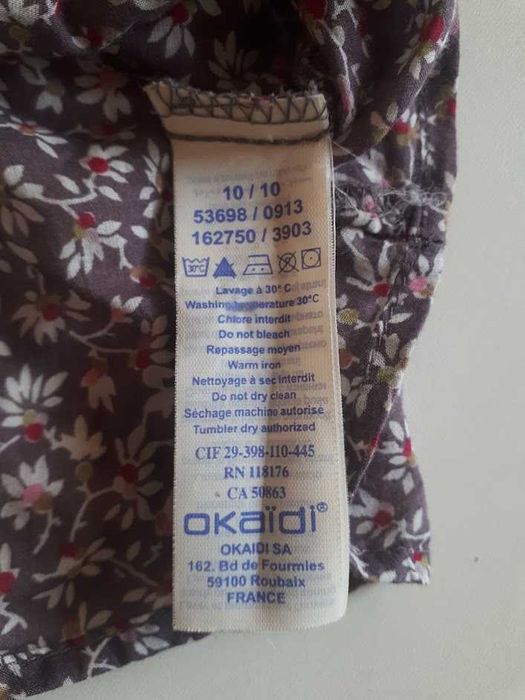 10 / 10
53698 / 0913
162750 / 3903
30°C
Lavage à 30° C
Washing temperature 30°C
Chlore interdit
Do not bleach
Repassage moyen
Warm iron
Nettoyage à sec interdit
Do not dry clean
Séchage machine autorisé
Tumbler dry authorized
CIF 29-398-110-445
RN 118176
CA 50863
OKAÏDI®
OKAIDI SA
162. Bd de Fourmies
59100 Roubaix
FRANCE